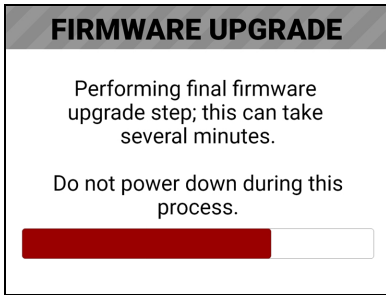 FIRMWARE UPGRADE
Performing final firmware
upgrade step; this can take
several minutes.
Do not power down during this
process.